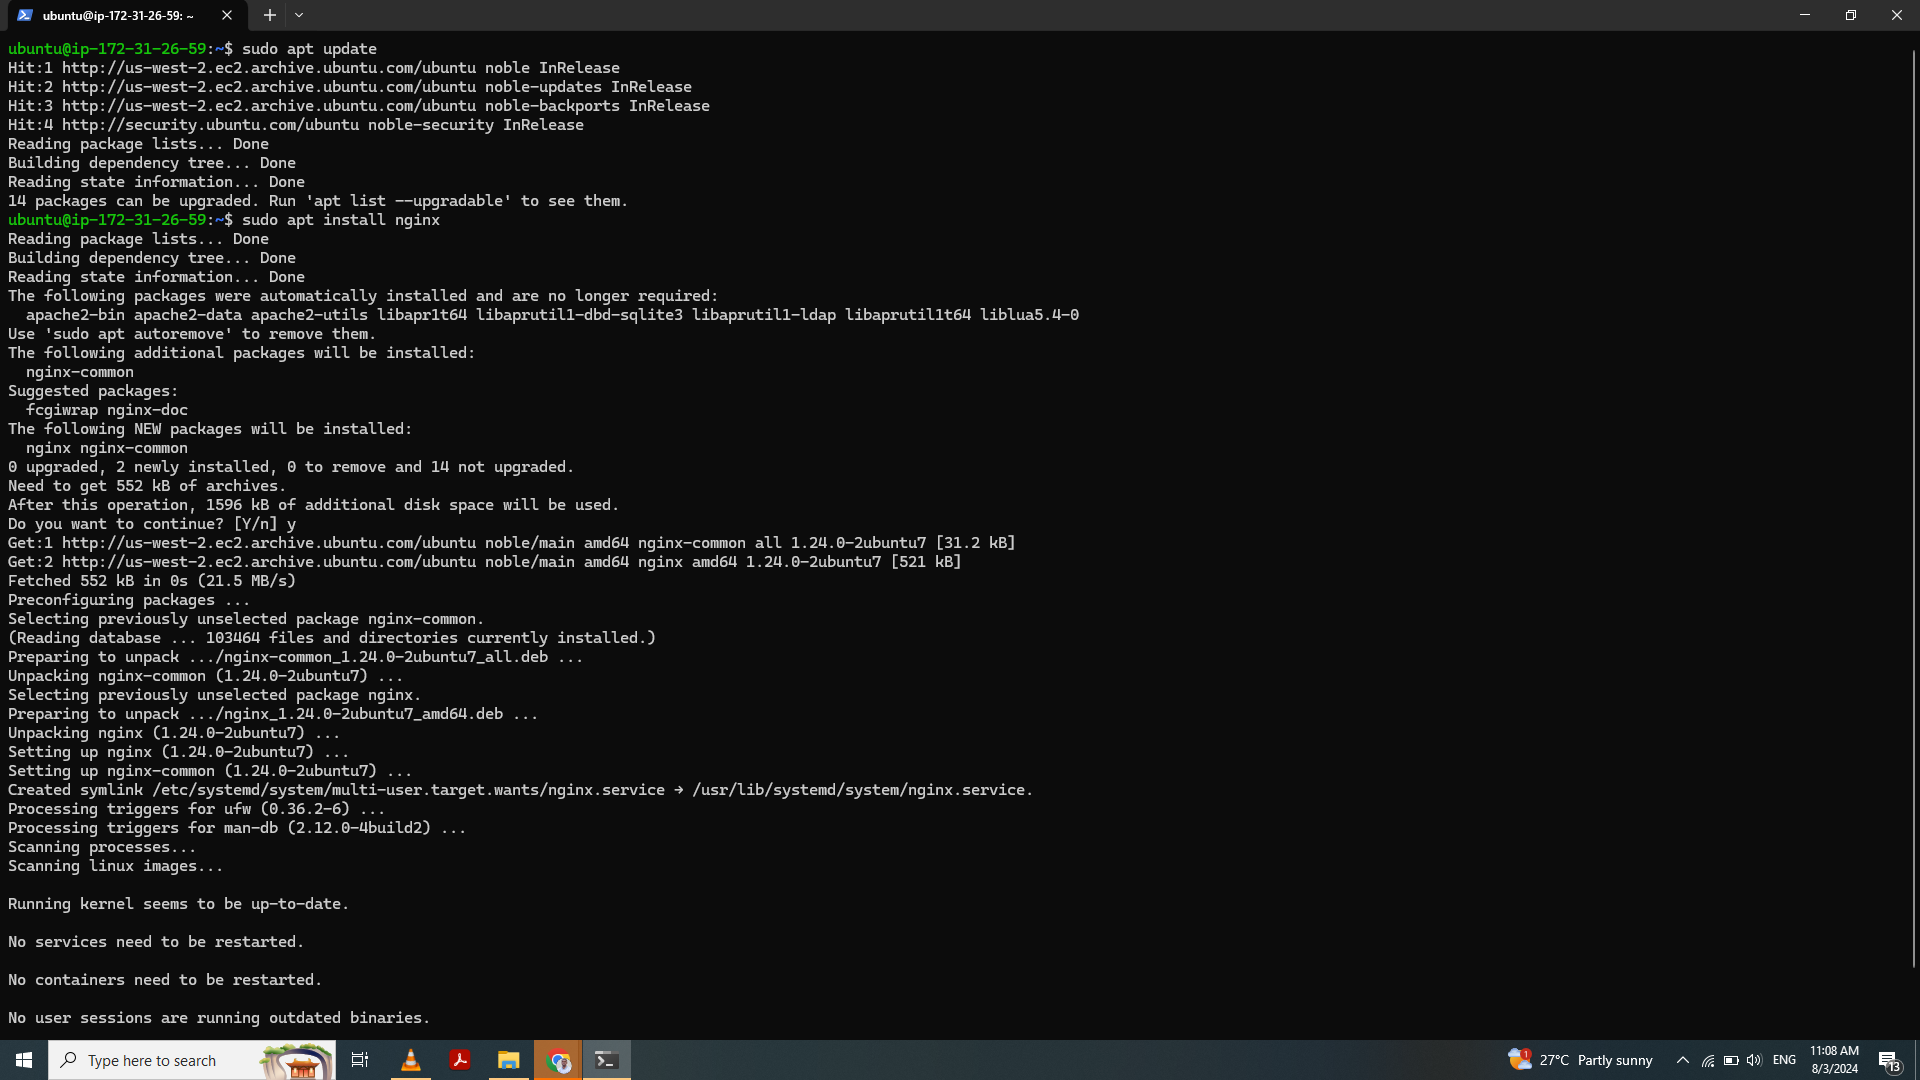 ubuntu@ip-172-31-26-59: ~
ubuntu@ip-172-31-26-59:~$ sudo apt update
Hit:1 http://us-west-2.ec2.archive.ubuntu.com/ubuntu noble InRelease
Hit:2 http://us-west-2.ec2.archive.ubuntu.com/ubuntu noble-updates InRelease
Hit:3 http://us-west-2.ec2.archive.ubuntu.com/ubuntu noble-backports InRelease
Hit:4 http://security.ubuntu.com/ubuntu noble-security InRelease
Reading package lists... Done
Building dependency tree... Done
Reading state information... Done
14 packages can be upgraded. Run 'apt list --upgradable' to see them.
ubuntu@ip-172-31-26-59:~$ sudo apt install nginx
Reading package lists... Done
Building dependency tree... Done
Reading state information... Done
The following packages were automatically installed and are no longer required:
  apache2-bin apache2-data apache2-utils libapr1t64 libaprutil1-dbd-sqlite3 libaprutil1-ldap libaprutil1t64 liblua5.4-0
Use 'sudo apt autoremove' to remove them.
The following additional packages will be installed:
  nginx-common
Suggested packages:
  fcgiwrap nginx-doc
The following NEW packages will be installed:
  nginx nginx-common
0 upgraded, 2 newly installed, 0 to remove and 14 not upgraded.
Need to get 552 kB of archives.
After this operation, 1596 kB of additional disk space will be used.
Do you want to continue? [Y/n] y
Get:1 http://us-west-2.ec2.archive.ubuntu.com/ubuntu noble/main amd64 nginx-common all 1.24.0-2ubuntu7 [31.2 kB]
Get:2 http://us-west-2.ec2.archive.ubuntu.com/ubuntu noble/main amd64 nginx amd64 1.24.0-2ubuntu7 [521 kB]
Fetched 552 kB in 0s (21.5 MB/s)
Preconfiguring packages ...
Selecting previously unselected package nginx-common.
(Reading database ... 103464 files and directories currently installed.)
Preparing to unpack .../nginx-common_1.24.0-2ubuntu7_all.deb ...
Unpacking nginx-common (1.24.0-2ubuntu7) ...
Selecting previously unselected package nginx.
Preparing to unpack .../nginx_1.24.0-2ubuntu7_amd64.deb ...
Unpacking nginx (1.24.0-2ubuntu7) ...
Setting up nginx (1.24.0-2ubuntu7) ...
Setting up nginx-common (1.24.0-2ubuntu7) ...
Created symlink /etc/systemd/system/multi-user.target.wants/nginx.service → /usr/lib/systemd/system/nginx.service.
Processing triggers for ufw (0.36.2-6) ...
Processing triggers for man-db (2.12.0-4build2) ...
Scanning processes...
Scanning linux images...
Running kernel seems to be up-to-date.
No services need to be restarted.
No containers need to be restarted.
No user sessions are running outdated binaries.
Type here to search
1
27°C Partly sunny
ENG
11:08 AM
8/3/2024
13